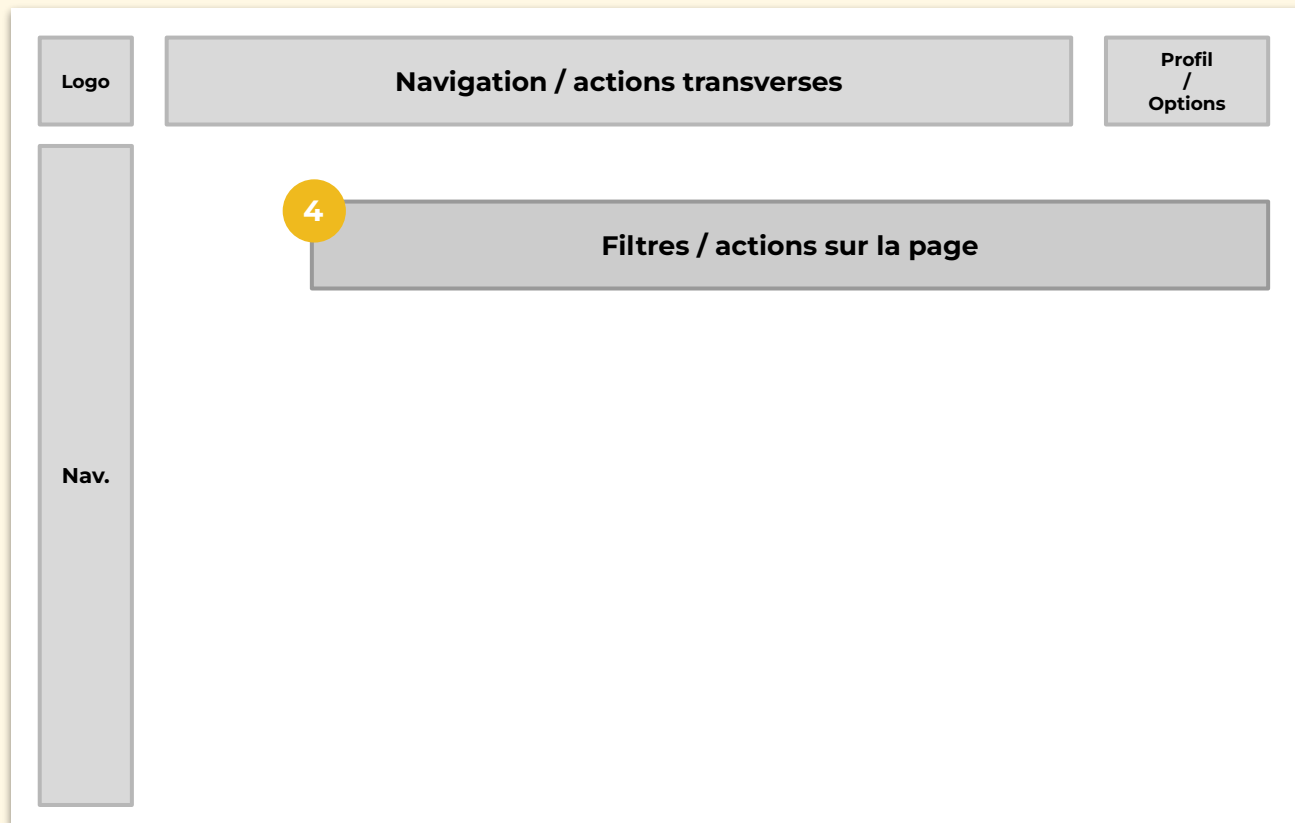 Logo
Navigation / actions transverses
Profil
/
Options
4
Filtres / actions sur la page
Nav.